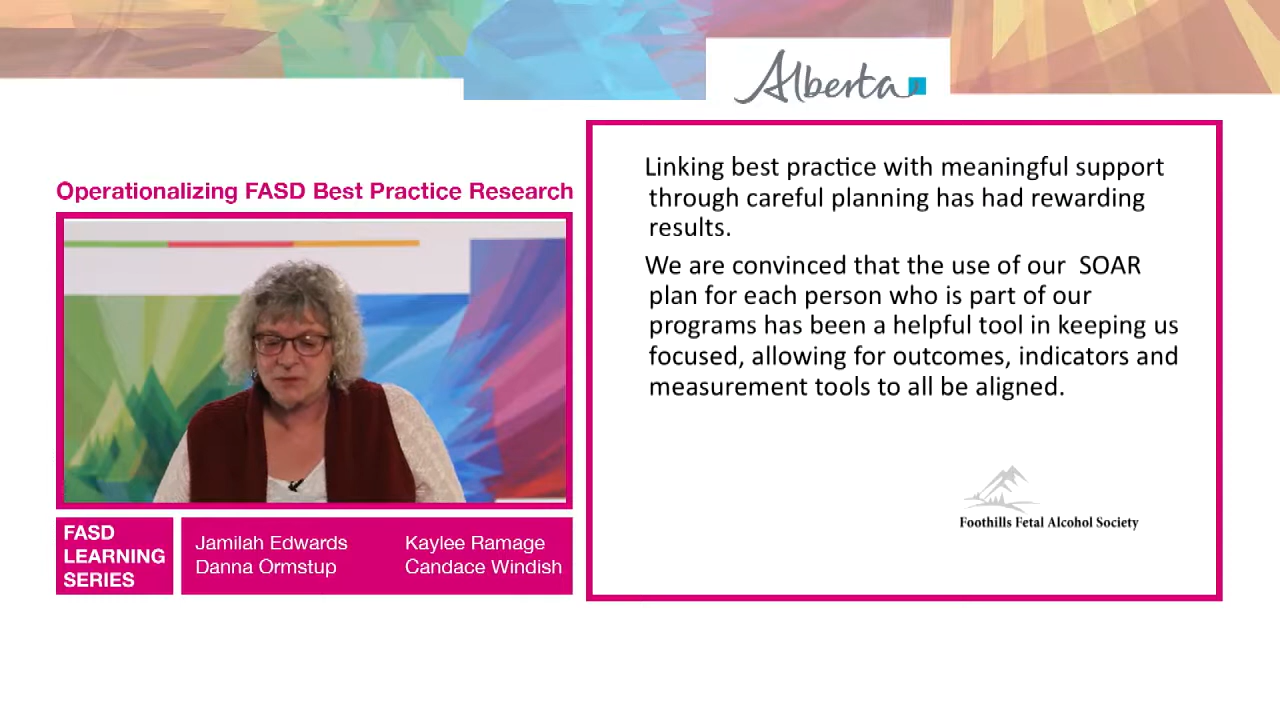 Alberta
Operationalizing FASD Best Practice Research
Linking best practice with meaningful support
through careful planning has had rewarding
results.
We are convinced that the use of our SOAR
plan for each person who is part of our
programs has been a helpful tool in keeping us
focused, allowing for outcomes, indicators and
measurement tools to all be aligned.
Foothills Fetal Alcohol Society
FASD
LEARNING
SERIES
Jamilah Edwards
Danna Ormstup
Kaylee Ramage
Candace Windish